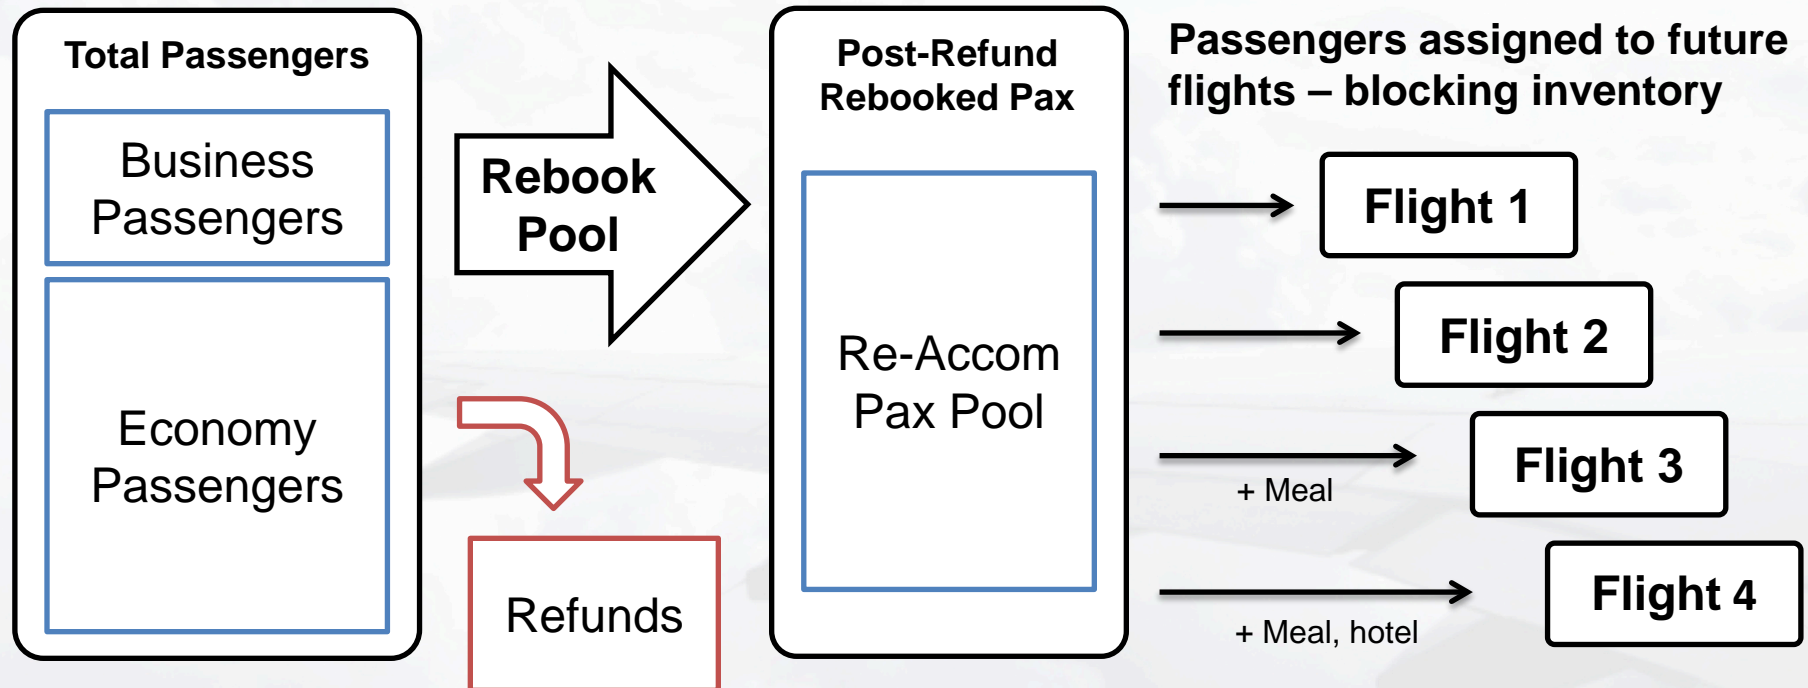 Total Passengers
Business
Passengers
Economy
Passengers
Rebook
Pool
Refunds
Post-Refund
Rebooked Pax
Re-Accom
Pax Pool
Passengers assigned to future
flights – blocking inventory
Flight 1
Flight 2
+ Meal
Flight 3
+ Meal, hotel
Flight 4